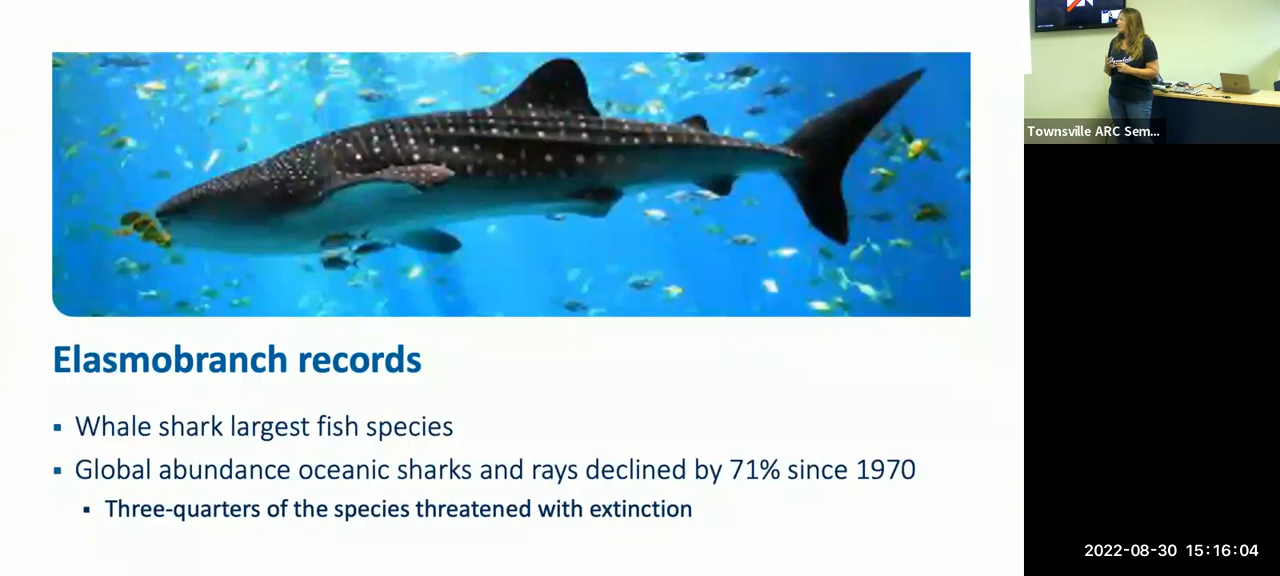 Elasmobranch records
▪ Whale shark largest fish species
▪ Global abundance oceanic sharks and rays declined by 71% since 1970
▪ Three-quarters of the species threatened with extinction
Townsville ARC Sem...
2022-08-30 15:16:04